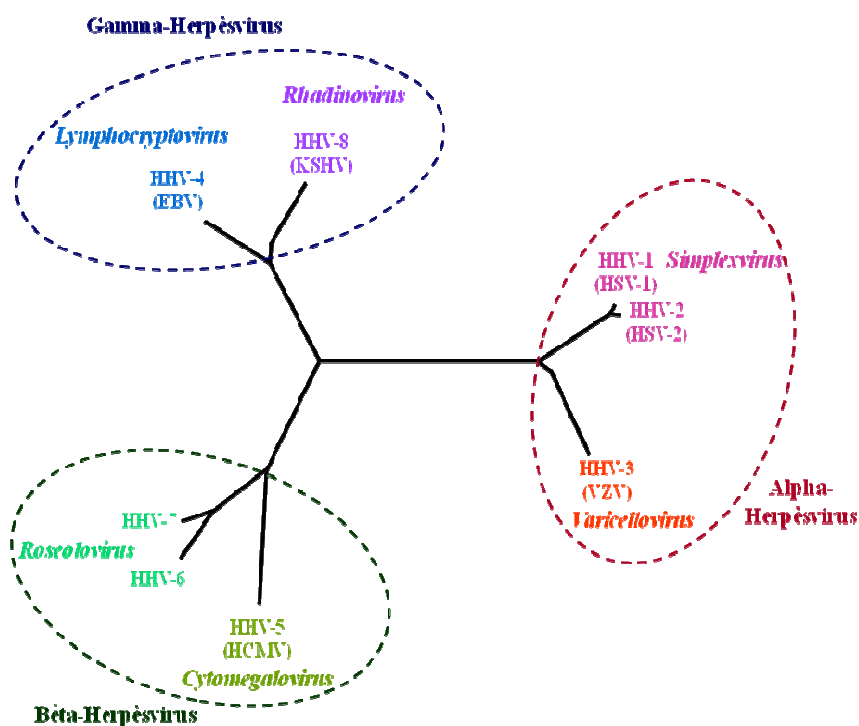 Gamma-Herpèsvirus
Rhadinovirus
Lymphocryptovirus
HHV-8
(KSHV)
HHV-4
(EBV)
HHV-1 Simplexvirus
(HSV-1)
HHV-2
(HSV-2)
HHV-3
(VZV)
Varicellovirus
Alpha-
Herpèsvirus
HHV-7
Roseolovirus
HHV-6
HHV-5
(HCMV)
Cytomegalovirus
Bêta-Herpèsvirus